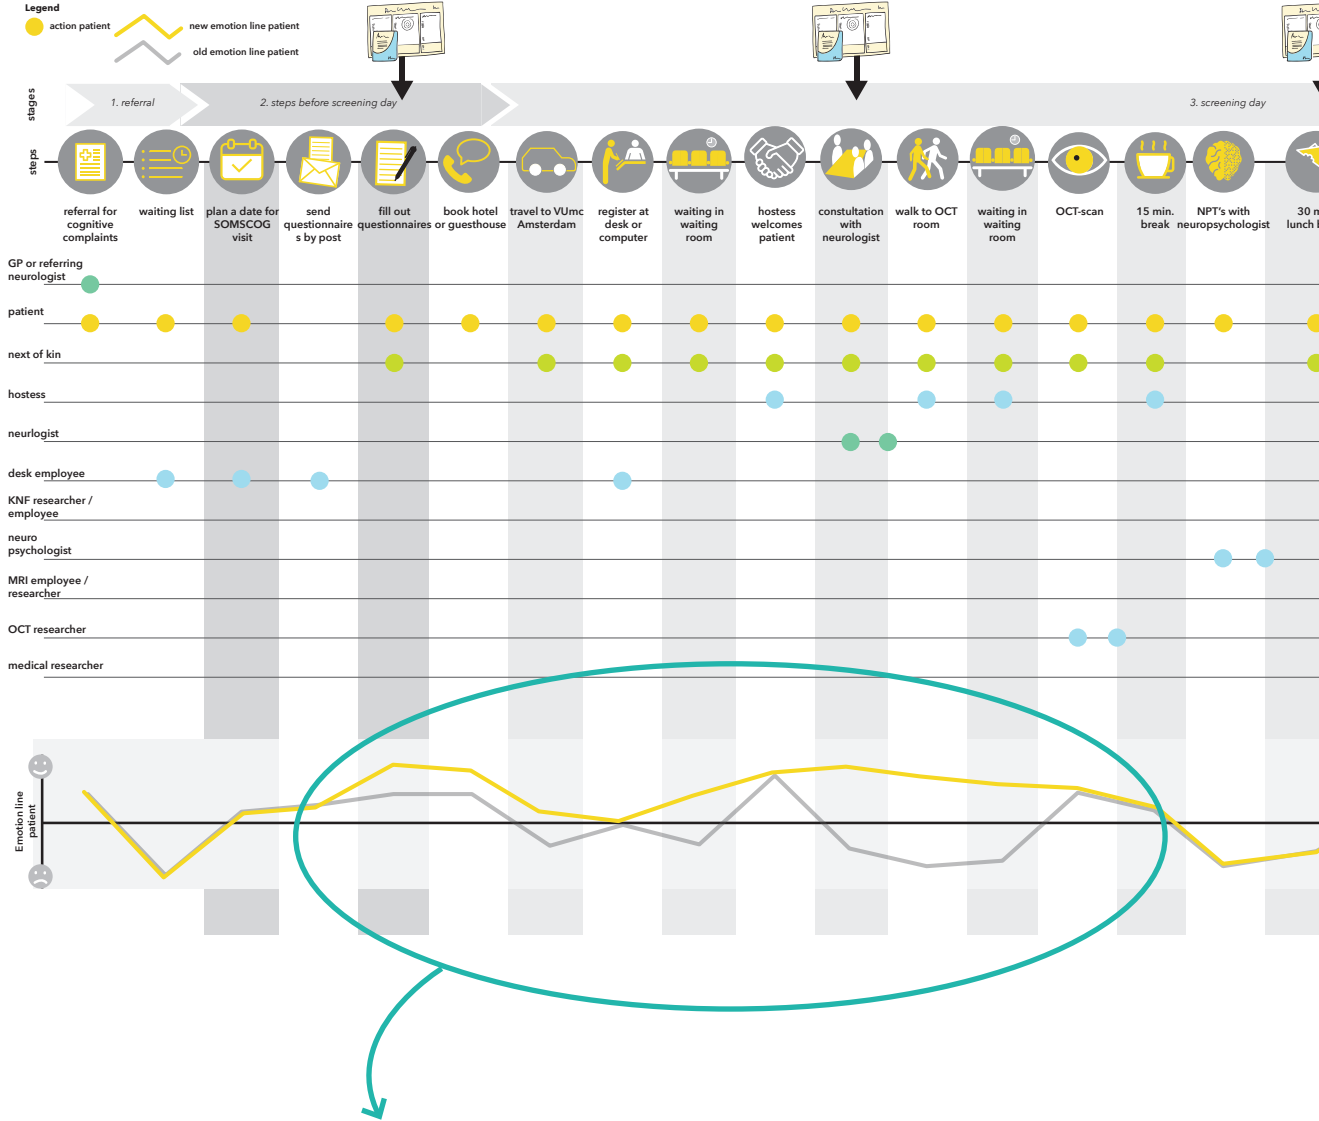 Legend
action patient
new emotion line patient
old emotion line patient
stages
1. referral
2. steps before screening day
3. screening day
steps
referral for
cognitive
complaints
waiting list
plan a date for
SOMSCOG
visit
send
questionnaire
s by post
fill out
questionnaires
book hotel
or guesthouse
travel to VUmc
Amsterdam
register at
desk or
computer
waiting in
waiting
room
hostess
welcomes
patient
constultation
with
neurologist
walk to OCT
room
waiting in
waiting
room
OCT-scan
15 min.
break
NPT's with
neuropsychologist
30 m
lunch b
GP or referring
neurologist
patient
next of kin
hostess
neurlogist
desk employee
KNF researcher /
employee
neuro
psychologist
MRI employee /
researcher
OCT researcher
medical researcher
Emotion line
patient